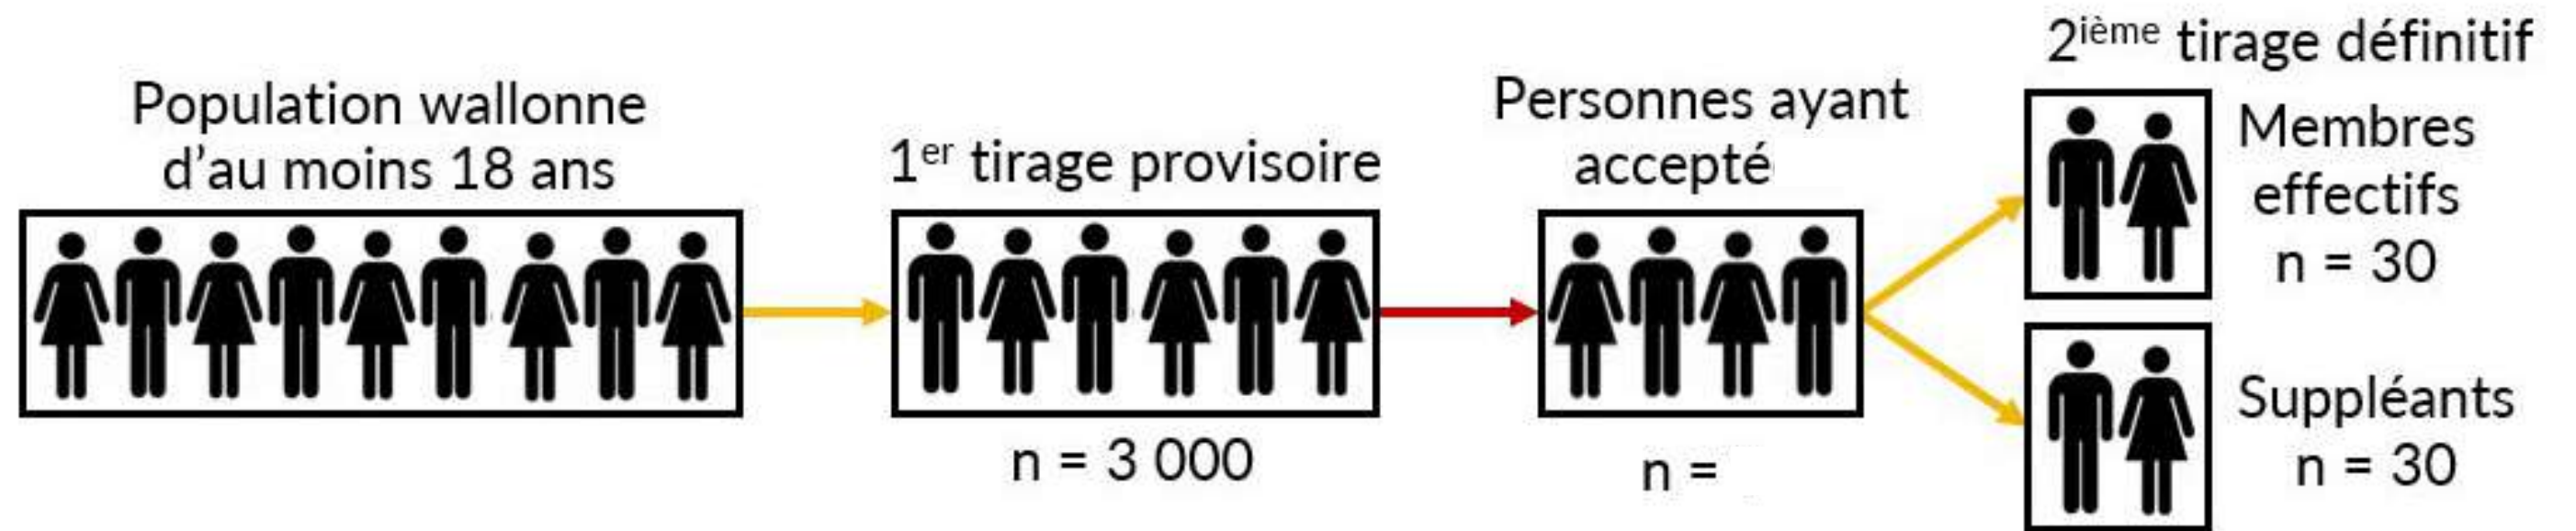 Population wallonne
d’au moins 18 ans
1er tirage provisoire
n = 3 000
Personnes ayant
accepté
n =
2ième tirage définitif
Membres
effectifs
n = 30
Suppléants
n = 30